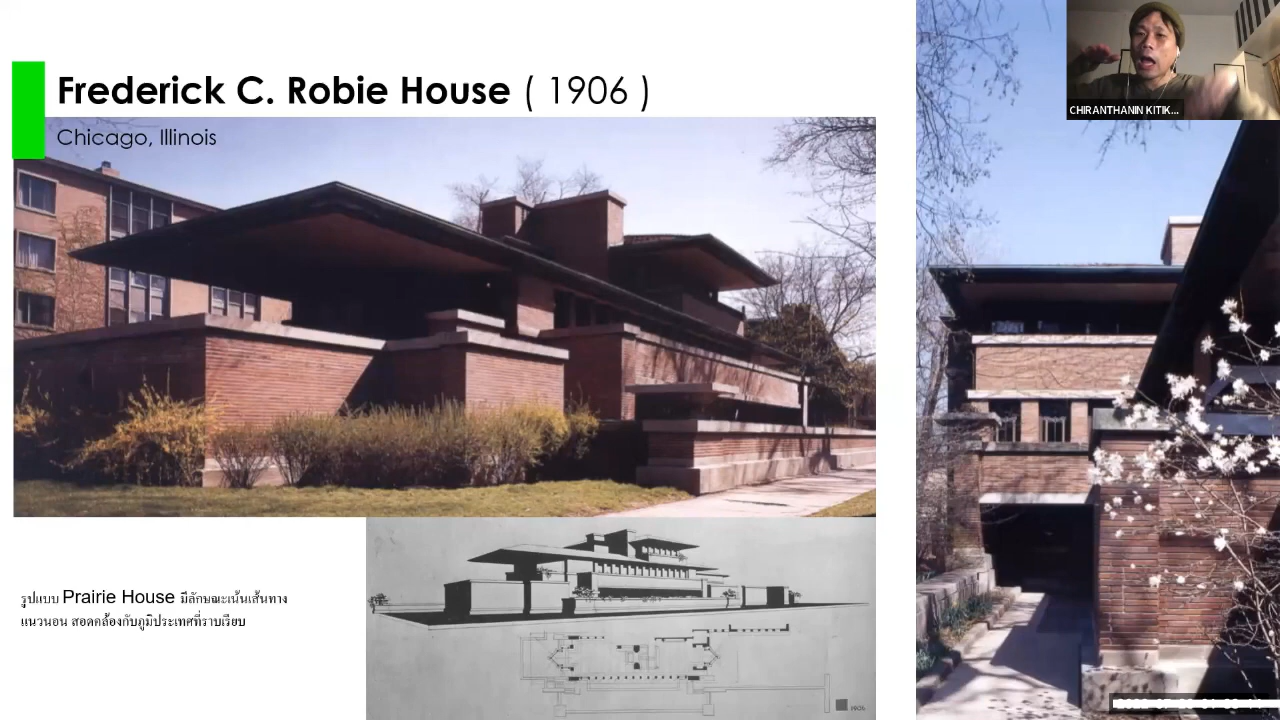 CHIRANTHANIN KITIK...
Frederick C. Robie House ( 1906 )
Chicago, Illinois
รูปแบบ Prairie House มีลักษณะเน้นเส้นทาง
แนวนอน สอดคล้องกับภูมิประเทศที่ราบเรียบ
1906